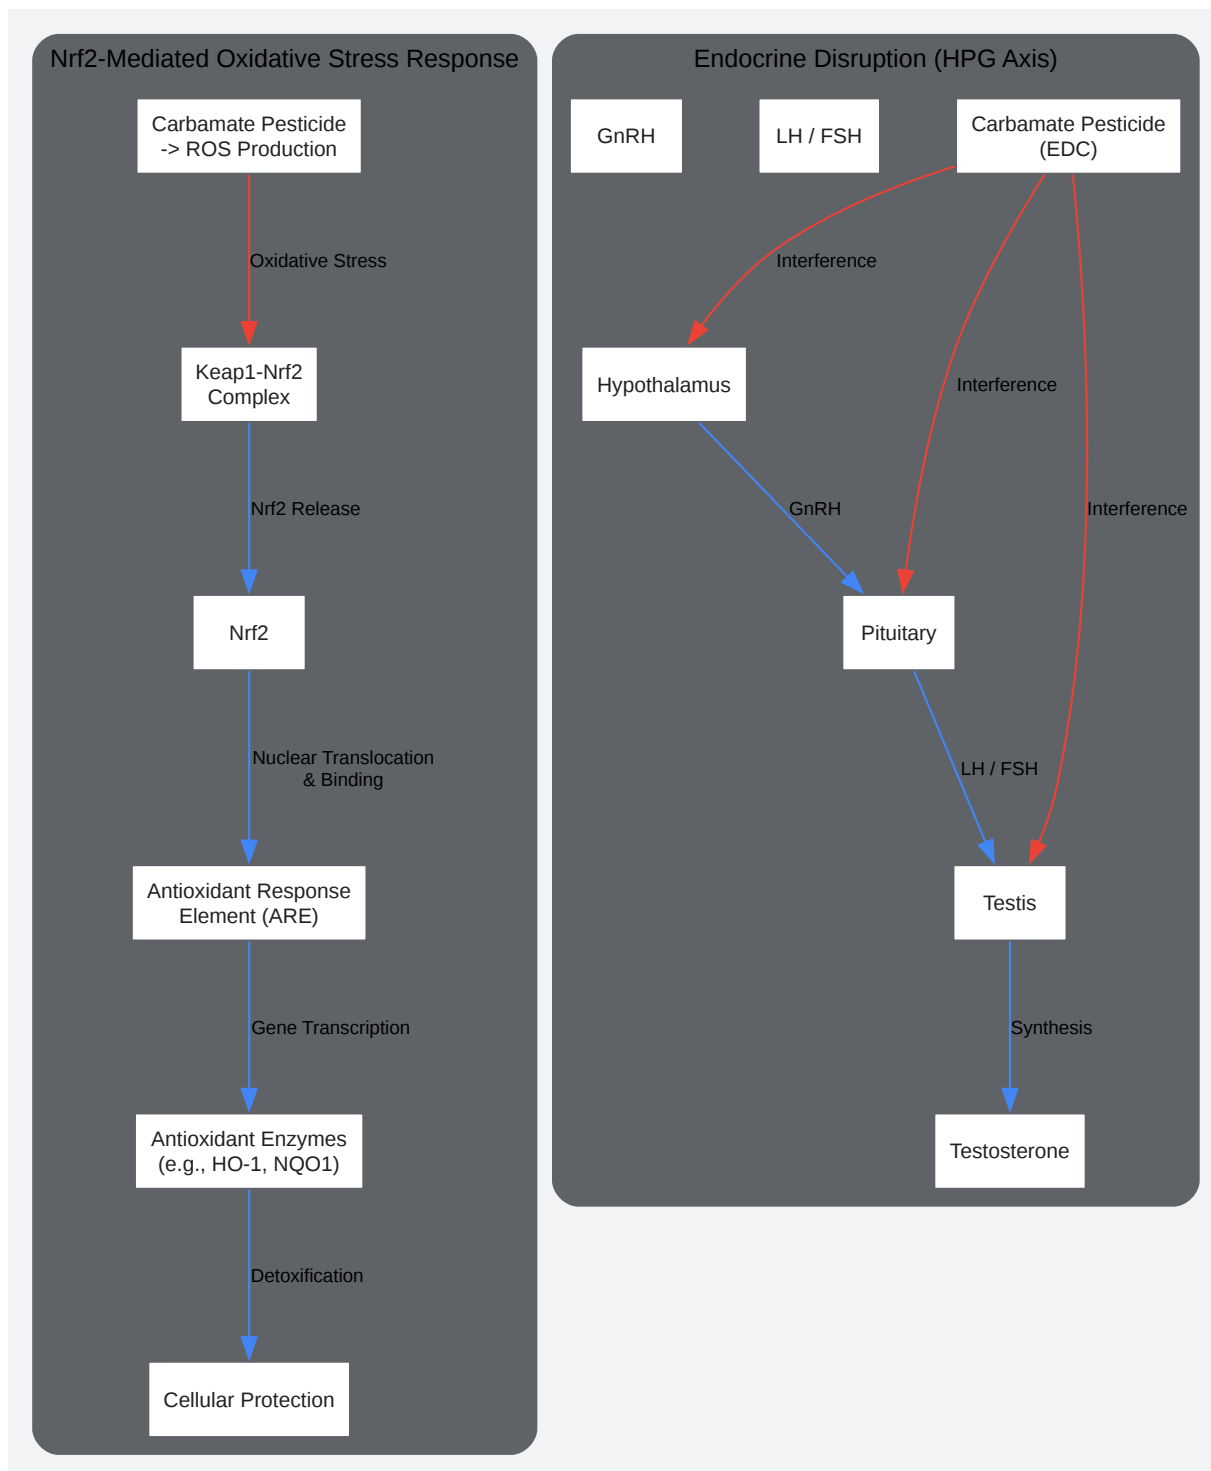 Nrf2-Mediated Oxidative Stress Response
Carbamate Pesticide
-> ROS Production
Oxidative Stress
Keap1-Nrf2
Complex
Nrf2 Release
Nrf2
Nuclear Translocation
& Binding
Antioxidant Response
Element (ARE)
Gene Transcription
Antioxidant Enzymes
(e.g., HO-1, NQO1)
Detoxification
Cellular Protection
Endocrine Disruption (HPG Axis)
GnRH
LH / FSH
Carbamate Pesticide
(EDC)
Interference
Hypothalamus
Interference
GnRH
Interference
Pituitary
LH / FSH
Testis
Synthesis
Testosterone